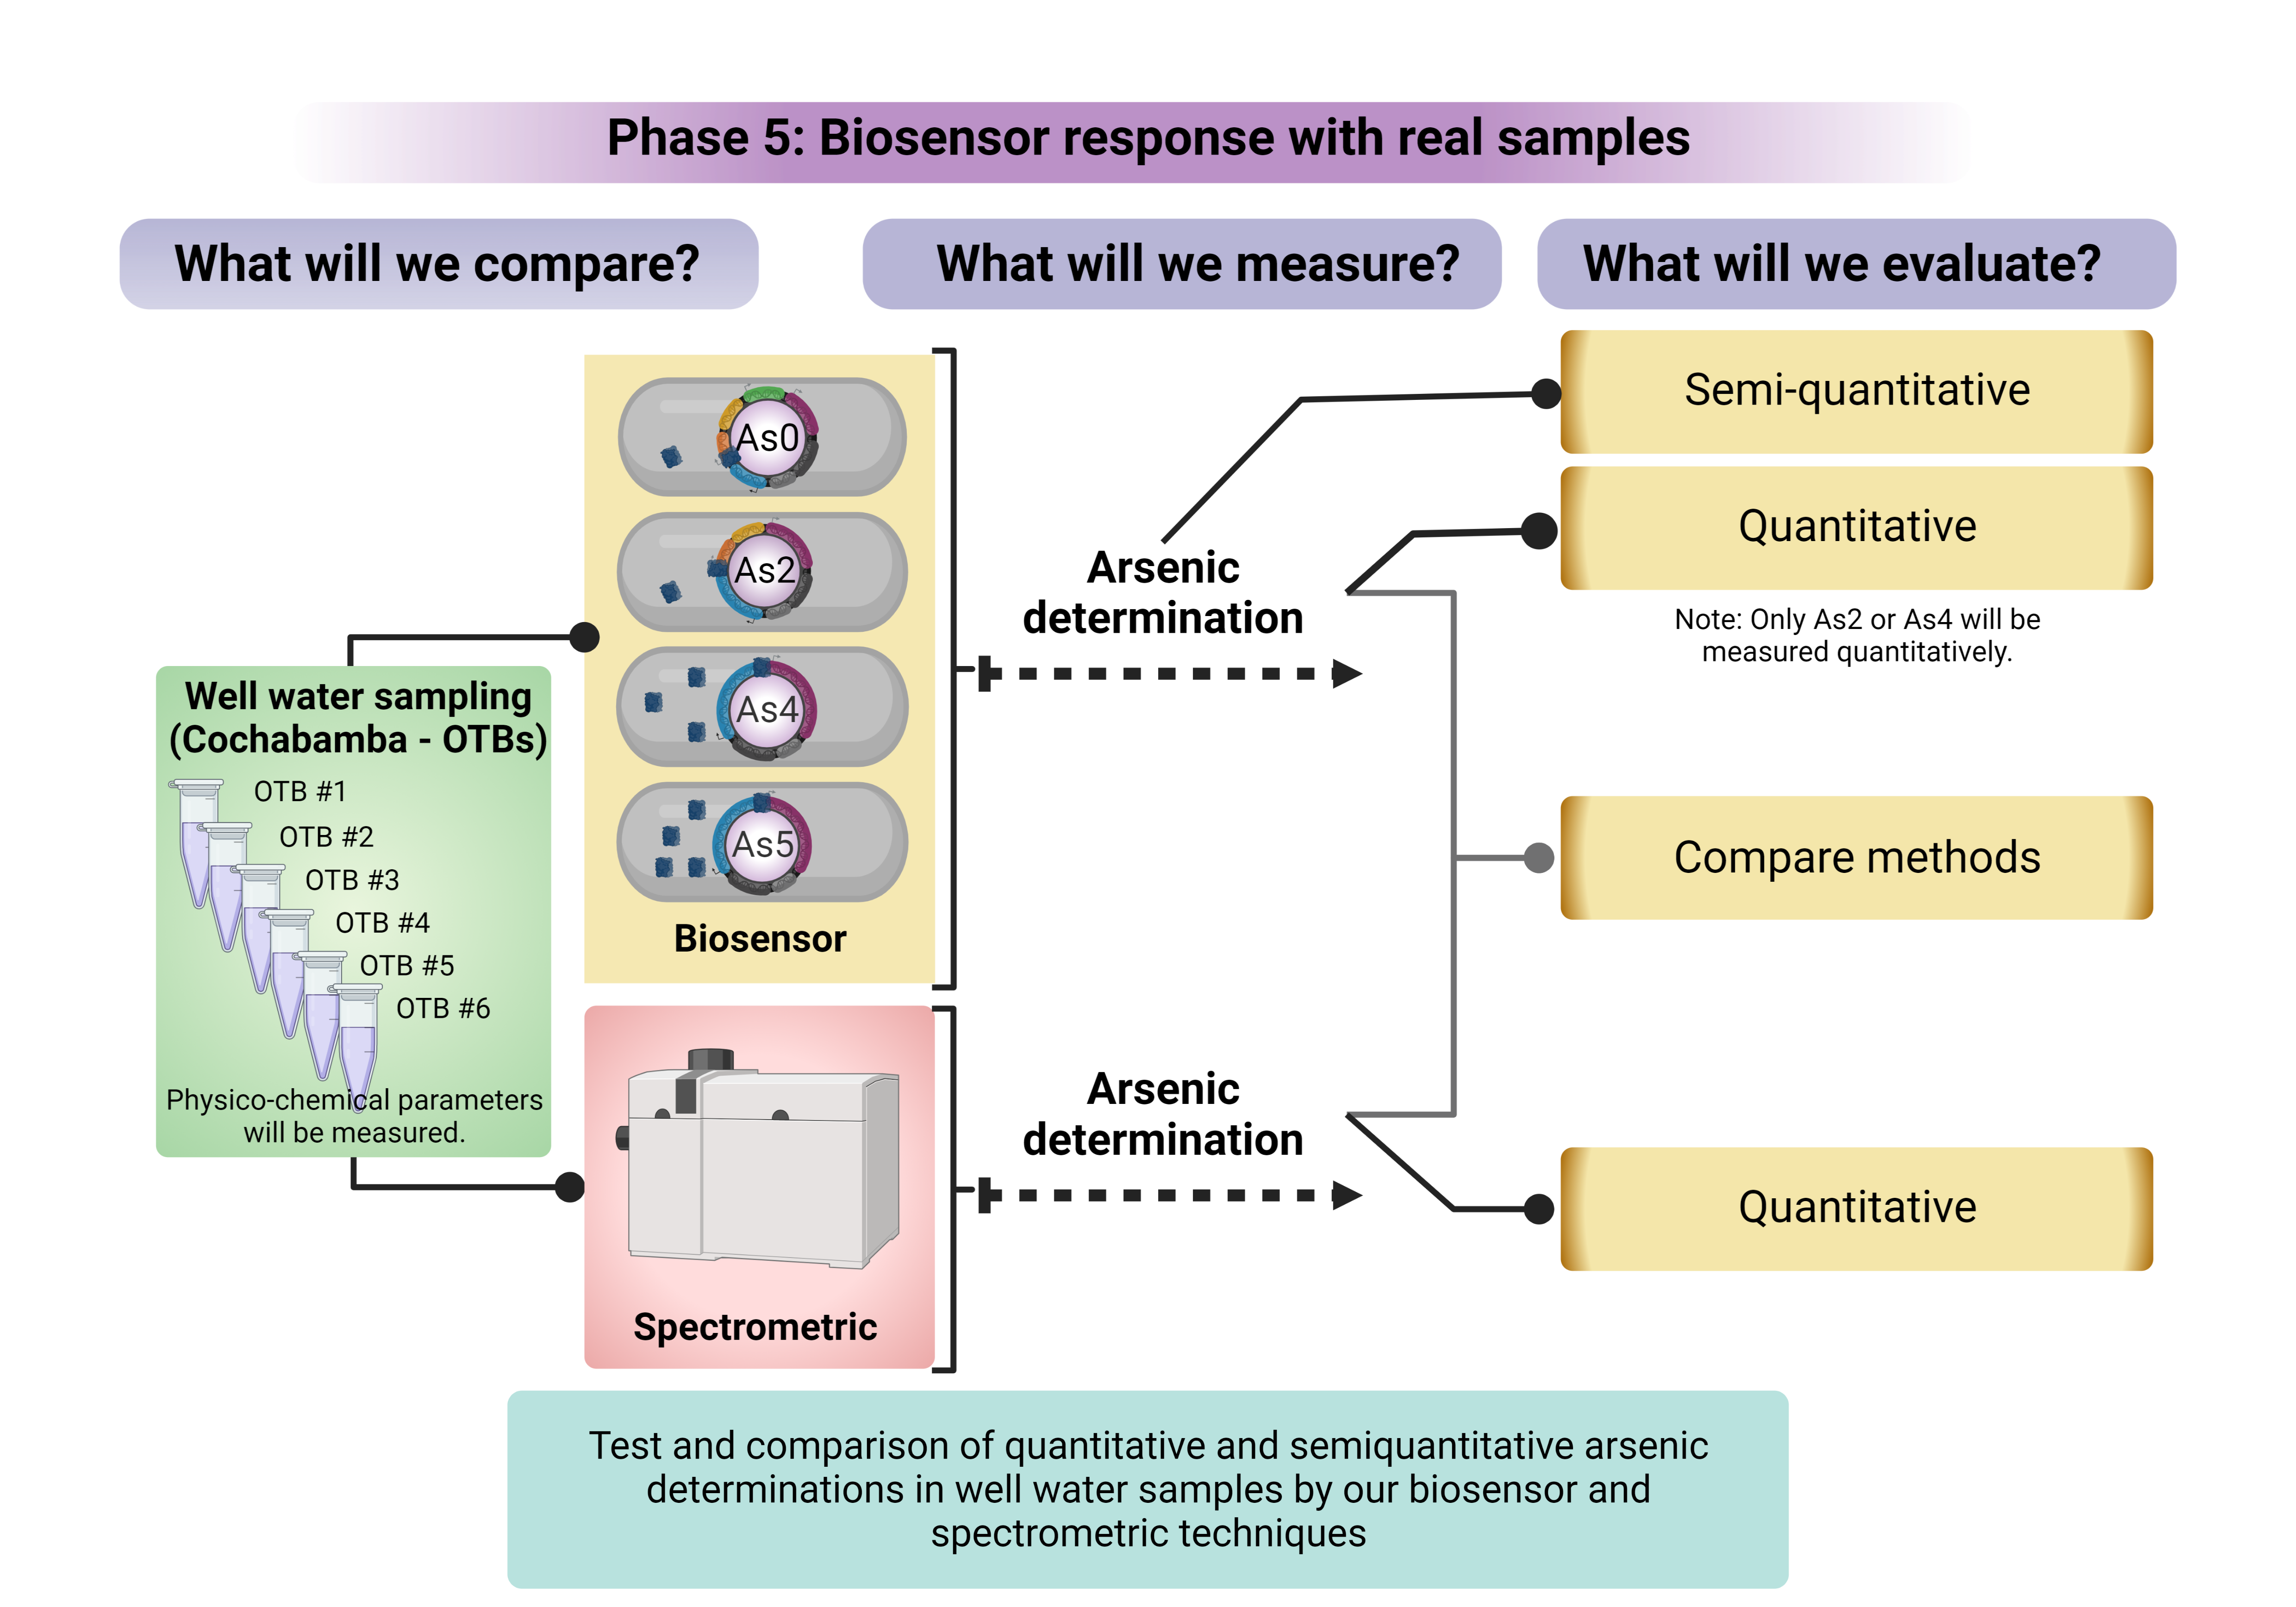 Phase 5: Biosensor response with real samples
What will we compare?
What will we measure?
What will we evaluate?
Well water sampling
(Cochabamba - OTBs)
OTB #1
OTB #2
OTB #3
OTB #4
OTB #5
OTB #6
Physico-chemical parameters
will be measured.
As0
As2
As4
As5
Biosensor
Spectrometric
Arsenic
determination
Arsenic
determination
Semi-quantitative
Quantitative
Note: Only As2 or As4 will be
measured quantitatively.
Compare methods
Quantitative
Test and comparison of quantitative and semiquantitative arsenic
determinations in well water samples by our biosensor and
spectrometric techniques